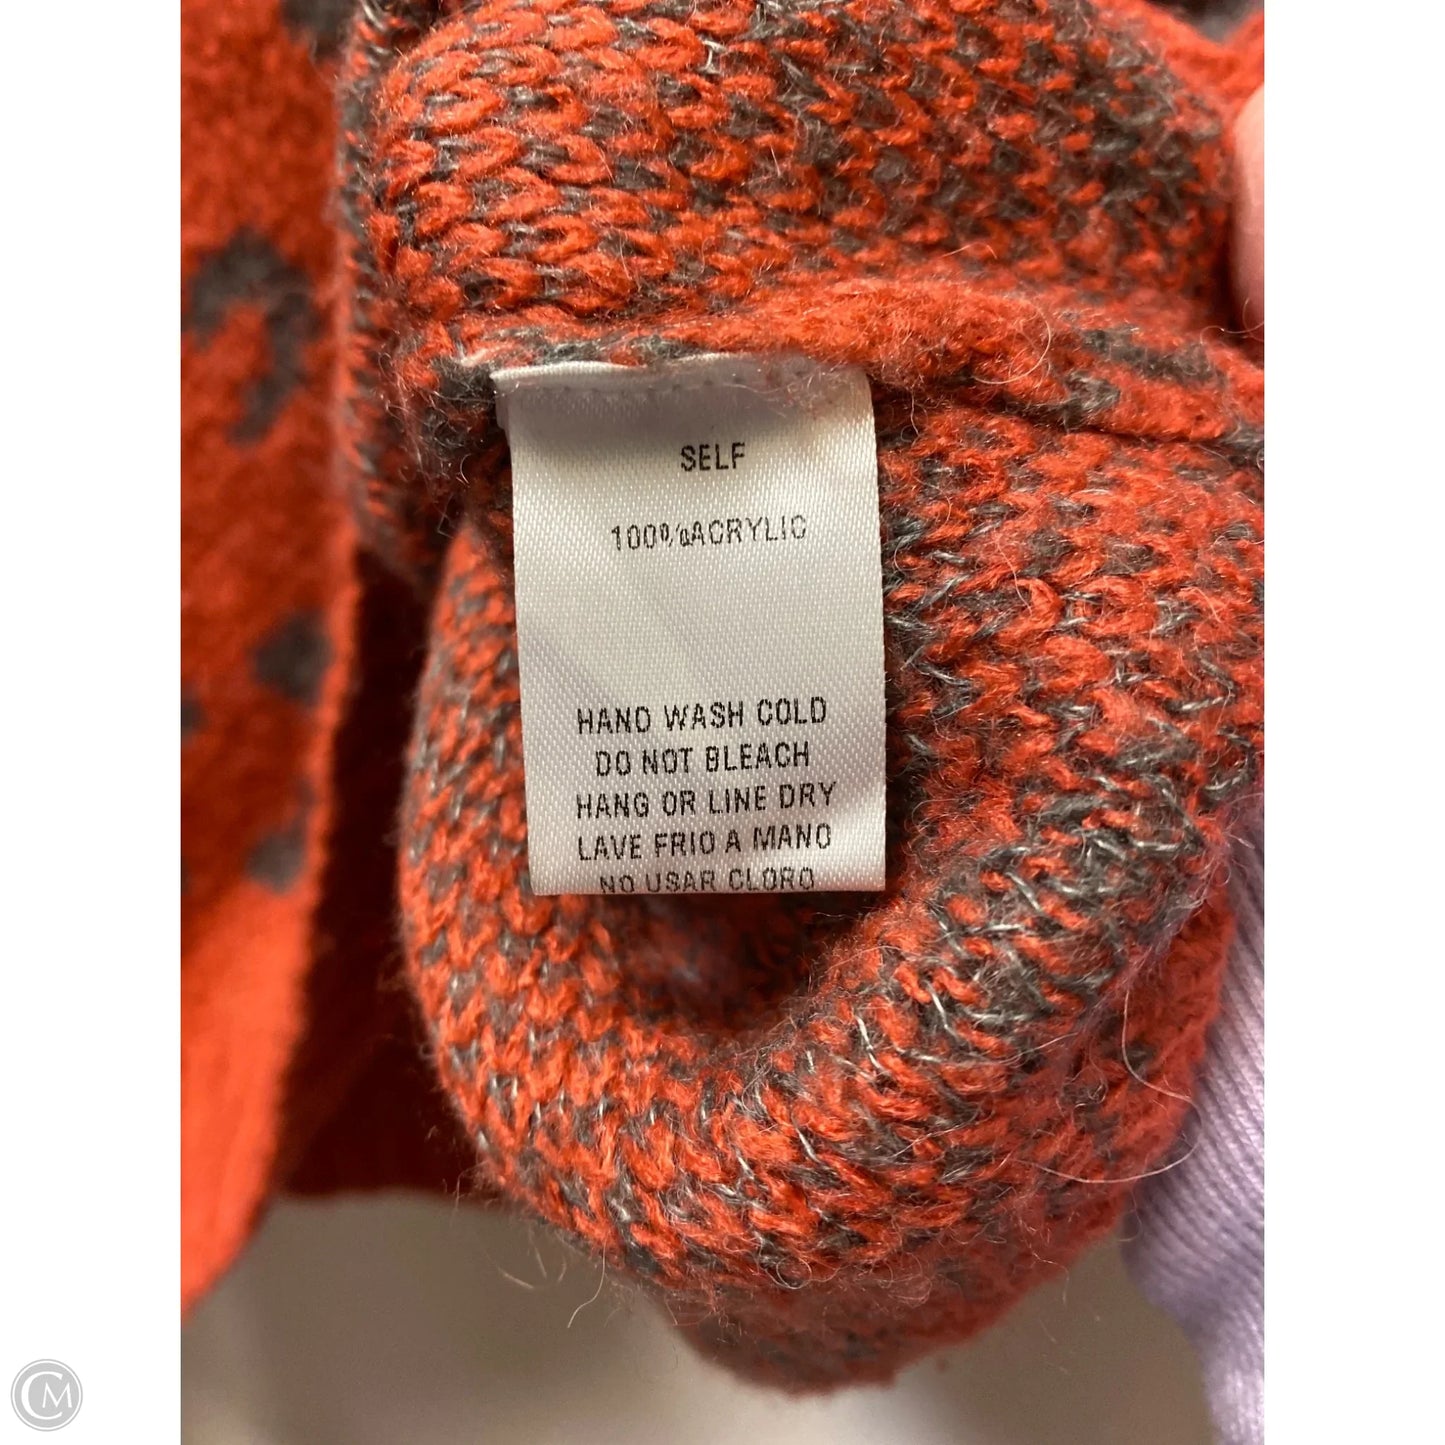 SELF
100%ACRYLIC
HAND WASH COLD
DO NOT BLEACH
HANG OR LINE DRY
LAVE FRIO A MANO
NO USAR CLORO
CM